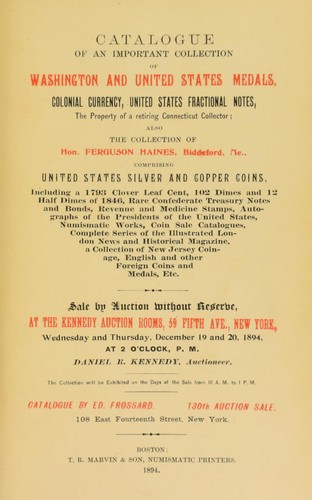 CATALOGUE
OF AN IMPORTANT COLLECTION
OF
WASHINGTON AND UNITED STATES MEDALS,
COLONIAL CURRENCY, UNITED STATES FRACTIONAL NOTES,
The Property of a retiring Connecticut Collector;
ALSO
THE COLLECTION OF
Hon. FERGUSON HAINES, Biddeford, Me.,
COMPRISING
UNITED STATES SILVER AND COPPER COINS,
Including a 1793 Clover Leaf Cent, 102 Dimes and 12
Half Dimes of 1846, Rare Confederate Treasury Notes
and Bonds, Revenue and Medicine Stamps, Auto-
graphs of the Presidents of the United States,
Numismatic Works, Coin Sale Catalogues,
Complete Series of the Illustrated Lon-
don News and Historical Magazine,
a Collection of New Jersey Coin-
age, English and other
Foreign Coins and
Medals, Etc.
Sale by Auction without Reserve,
AT THE KENNEDY AUCTION ROOMS, 59 FIFTH AVE., NEW YORK,
Wednesday and Thursday, December 19 and 20, 1894,
AT 2 O'CLOCK, P. M.
DANIEL R. KENNEDY, Auctioneer.
The Collection will be Exhibited on the Days of the Sale from 10 A. M. to 1 P. M.
CATALOGUE BY ED. FROSSARD. 130th AUCTION SALE.
108 East Fourteenth Street, New York.
BOSTON:
T. R. MARVIN & SON, NUMISMATIC PRINTERS.
1894.